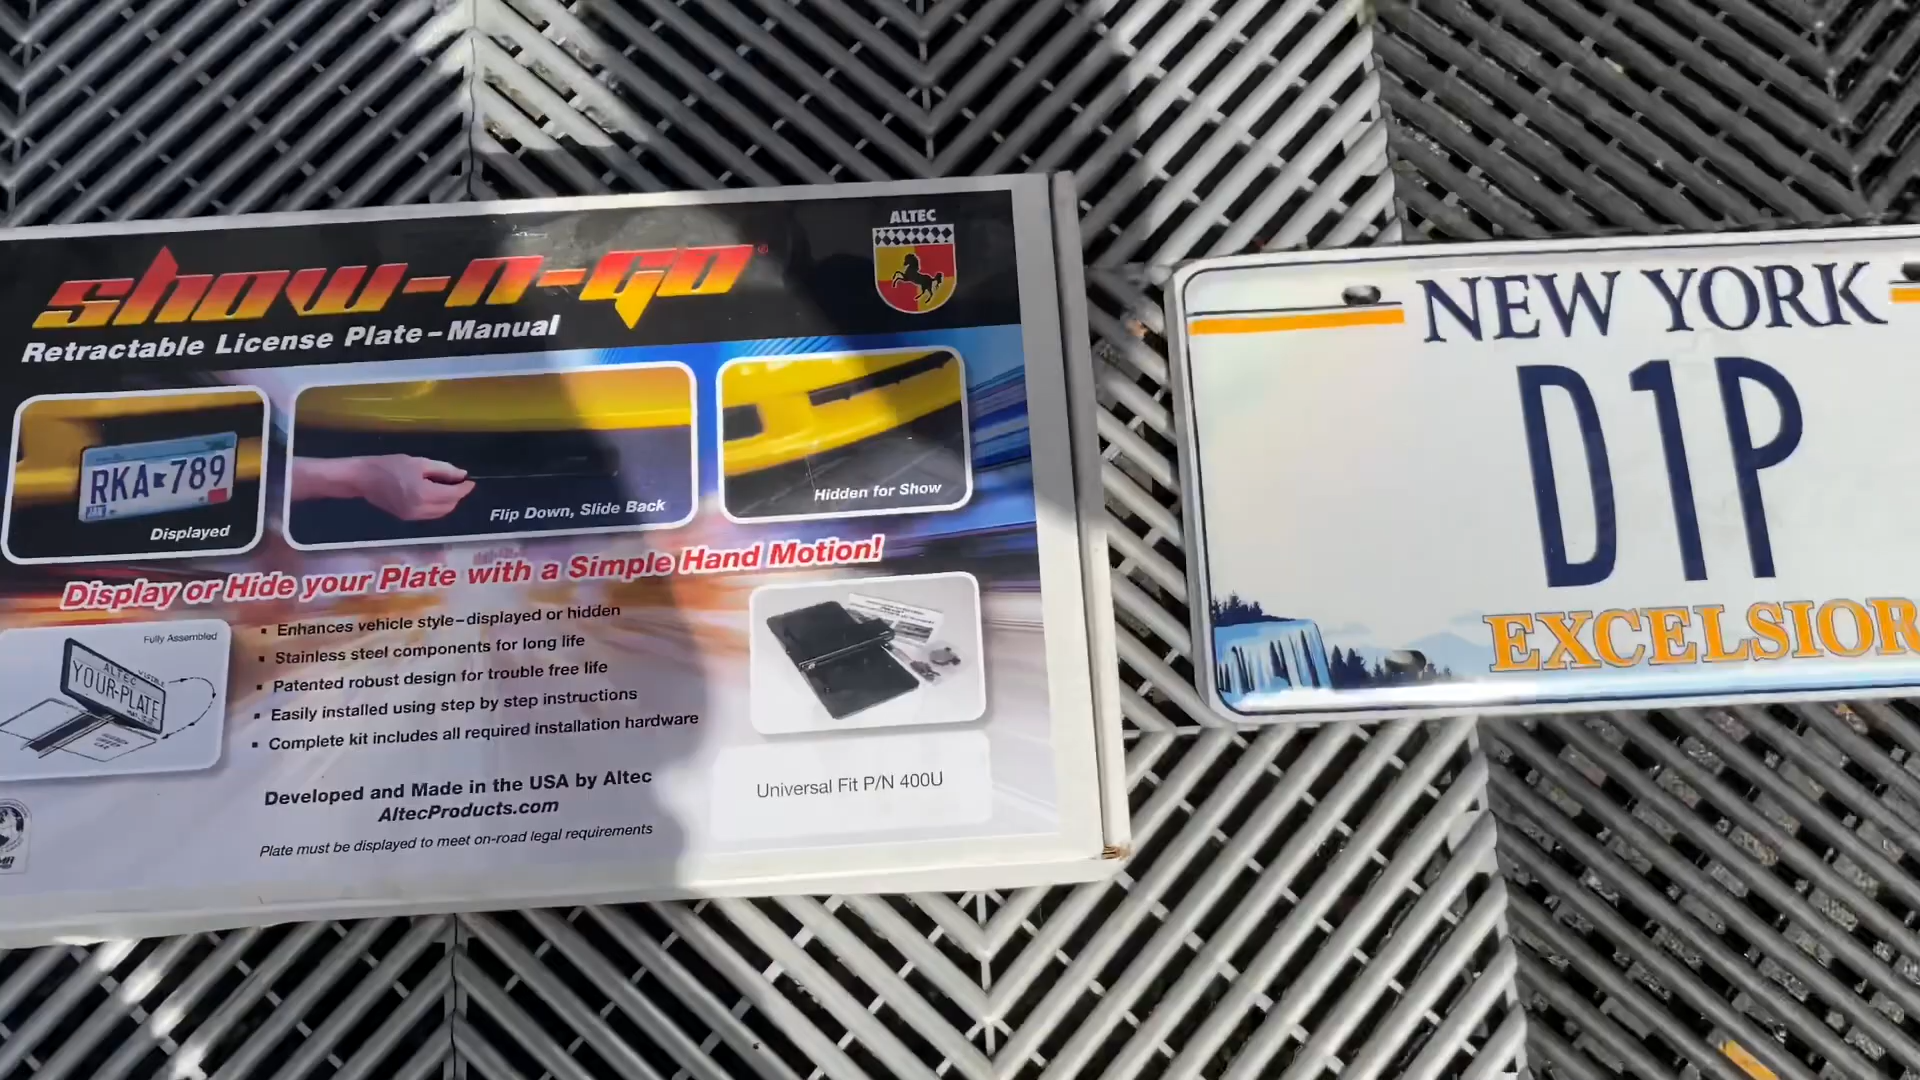 ALTEC
show-n-go®
Retractable License Plate – Manual
RKA 789
Displayed
Flip Down, Slide Back
Hidden for Show
Display or Hide your Plate with a Simple Hand Motion!
Fully Assembled
ALTEC
YOUR-PLATE
▪ Enhances vehicle style – displayed or hidden
▪ Stainless steel components for long life
▪ Patented robust design for trouble free life
▪ Easily installed using step by step instructions
▪ Complete kit includes all required installation hardware
Developed and Made in the USA by Altec
AltecProducts.com
Plate must be displayed to meet on-road legal requirements
Universal Fit P/N 400U
NEW YORK
D1P
EXCELSIOR